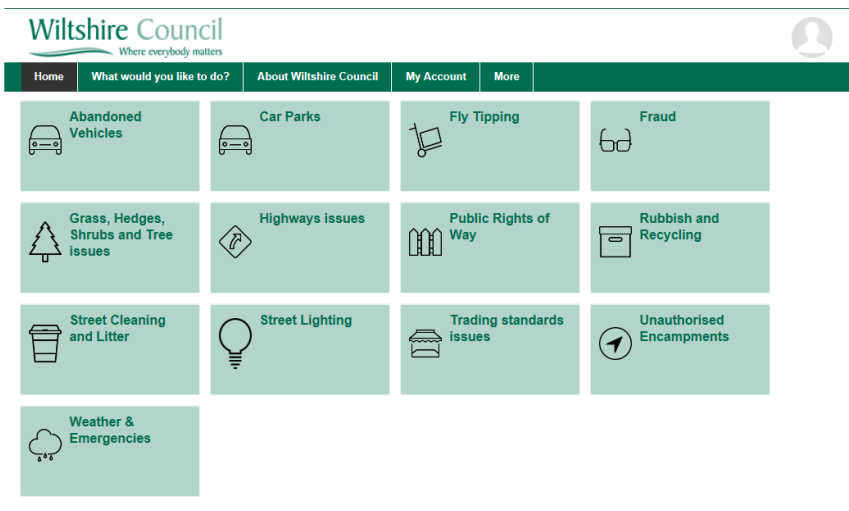 Wiltshire Council
Where everybody matters
Home What would you like to do? About Wiltshire Council My Account More
Abandoned
Vehicles
Car Parks
Fly Tipping
Fraud
Grass, Hedges,
Shrubs and Tree
issues
Highways issues
Public Rights of
Way
Rubbish and
Recycling
Street Cleaning
and Litter
Street Lighting
Trading standards
issues
Unauthorised
Encampments
Weather &
Emergencies